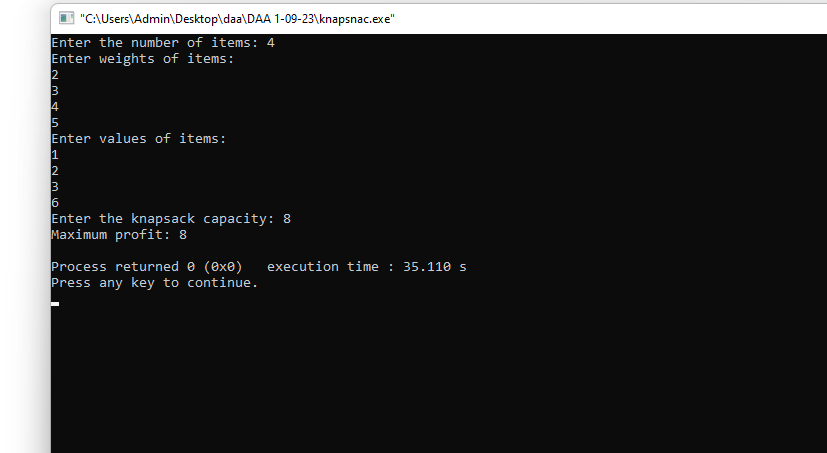 "C:\Users\Admin\Desktop\daa\DAA 1-09-23\knapsnac.exe"
Enter the number of items: 4
Enter weights of items:
2
3
4
5
Enter values of items:
1
2
3
6
Enter the knapsack capacity: 8
Maximum profit: 8
Process returned 0 (0x0)   execution time : 35.110 s
Press any key to continue.